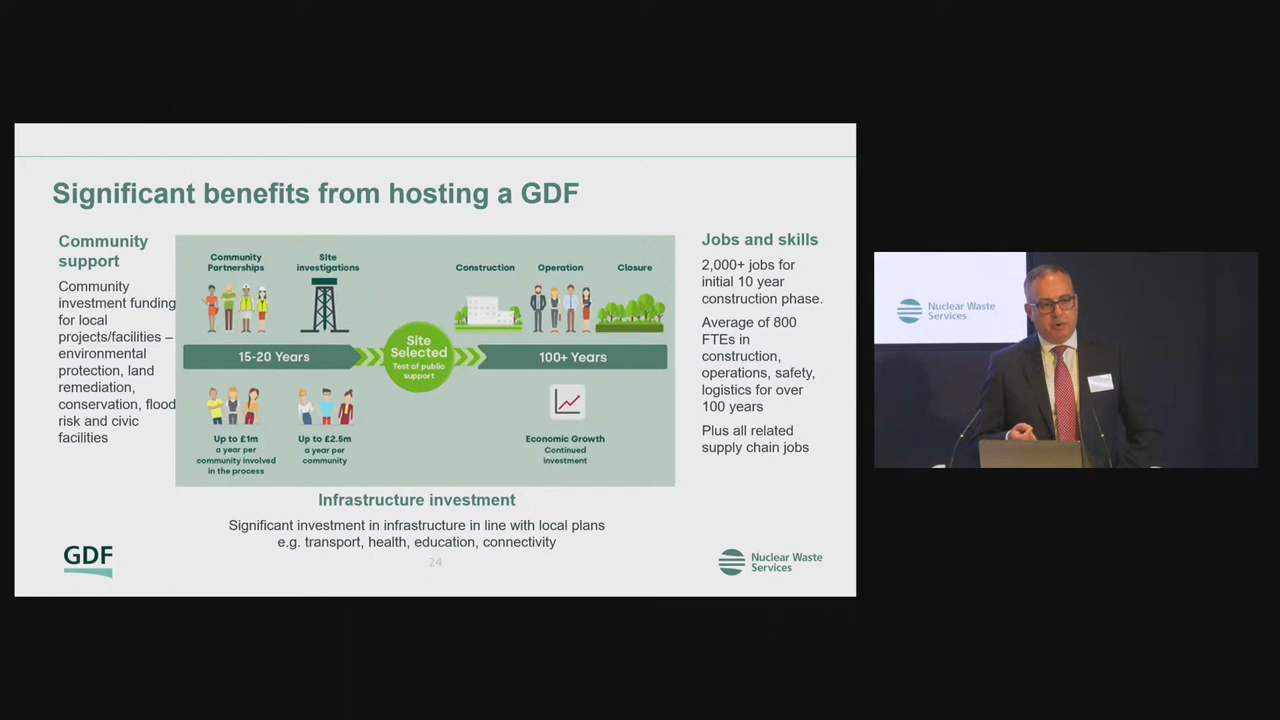 Significant benefits from hosting a GDF
Community
support
Community
investment funding
for local
projects/facilities –
environmental
protection, land
remediation,
conservation, flood
risk and civic
facilities
Community
Partnerships
Site
investigations
Construction
Operation
Closure
15-20 Years
Site
Selected
Test of public
support
100+ Years
Up to £1m
a year per
community involved
in the process
Up to £2.5m
a year per
community
Economic Growth
Continued
investment
Jobs and skills
2,000+ jobs for
initial 10 year
construction phase.
Average of 800
FTEs in
construction,
operations, safety,
logistics for over
100 years
Plus all related
supply chain jobs
Infrastructure investment
Significant investment in infrastructure in line with local plans
e.g. transport, health, education, connectivity
24
GDF
Nuclear Waste
Services
Nuclear Waste
Services